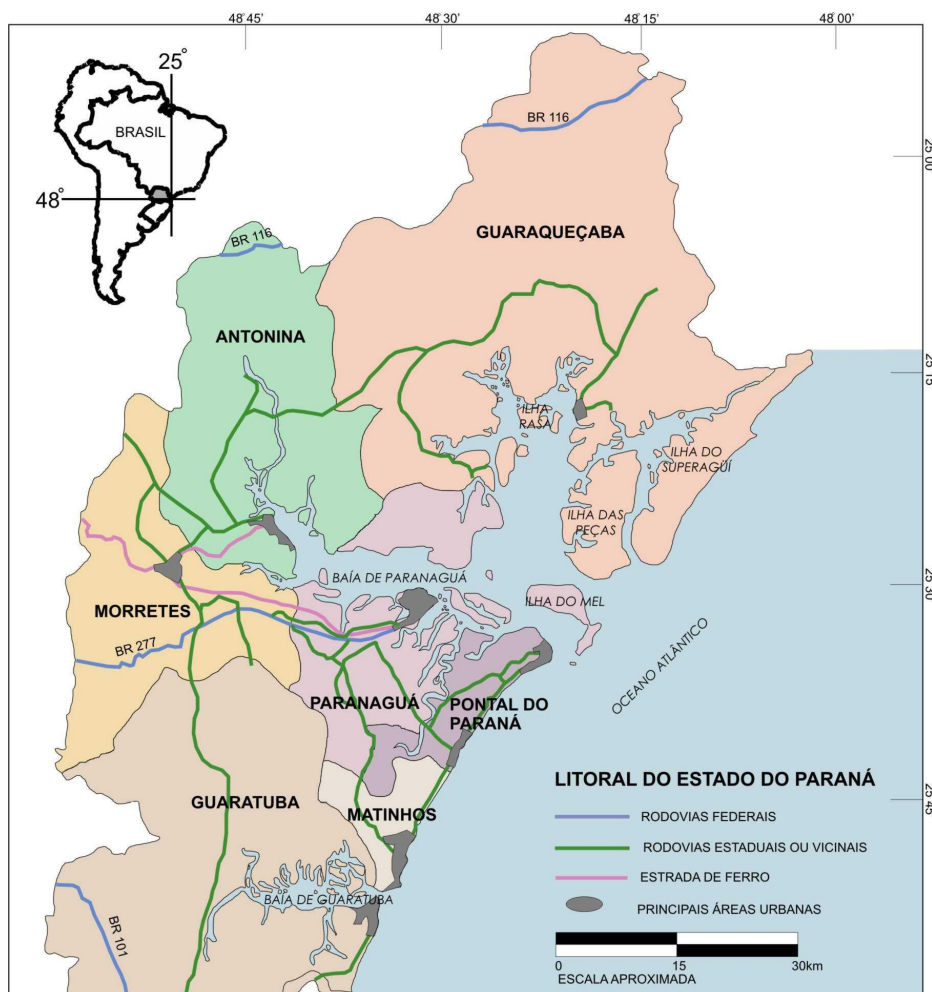 48 45
48 30
48 15
48 00
25°
BRASIL
48°
BR 116
25 00
GUARAQUEÇABA
BR 116
ANTONINA
25 15
ILHA
RASA
ILHA DO
SUPERAGÜÍ
ILHA DAS
PEÇAS
BAÍA DE PARANAGUÁ
25 30
ILHA DO MEL
MORRETES
BR 277
OCEANO ATLÂNTICO
PARANAGUÁ
PONTAL DO
PARANÁ
LITORAL DO ESTADO DO PARANÁ
25 45
GUARATUBA
MATINHOS
RODOVIAS FEDERAIS
RODOVIAS ESTADUAIS OU VICINAIS
ESTRADA DE FERRO
BAÍA DE GUARATUBA
PRINCIPAIS ÁREAS URBANAS
BR 101
0 15 30km
ESCALA APROXIMADA